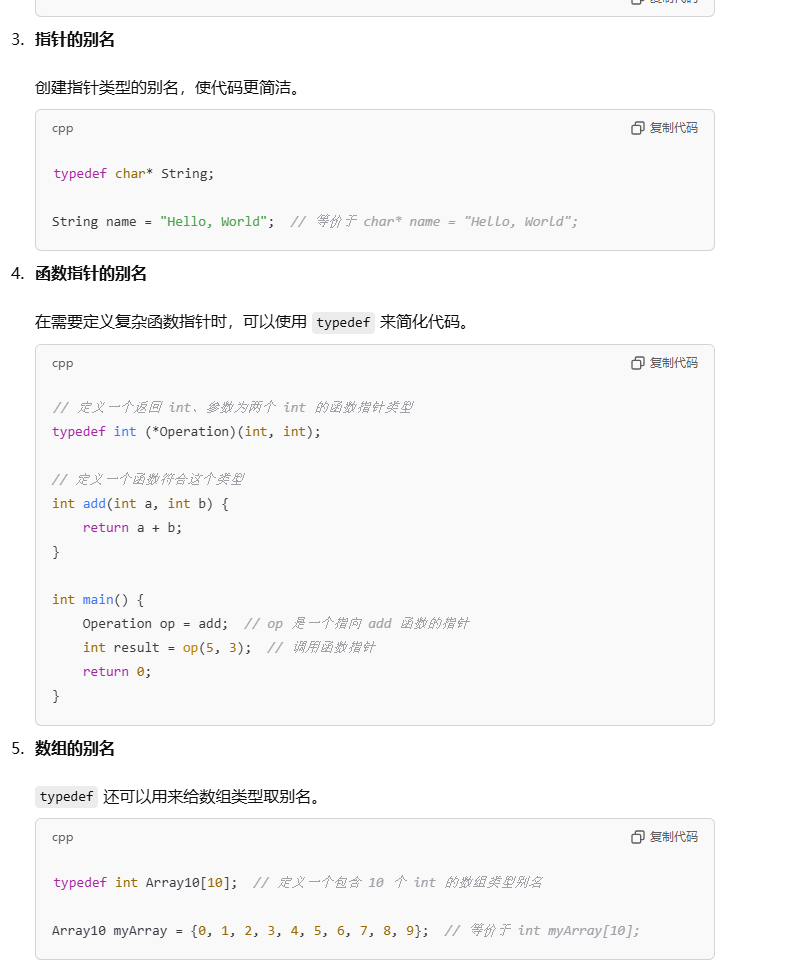 复制代码
3. 指针的别名
创建指针类型的别名，使代码更简洁。
cpp 复制代码
typedef char* String;
String name = "Hello, World";  // 等价于 char* name = "Hello, World";
4. 函数指针的别名
在需要定义复杂函数指针时，可以使用 typedef 来简化代码。
cpp 复制代码
// 定义一个返回 int、参数为两个 int 的函数指针类型
typedef int (*Operation)(int, int);
// 定义一个函数符合这个类型
int add(int a, int b) {
    return a + b;
}
int main() {
    Operation op = add;  // op 是一个指向 add 函数的指针
    int result = op(5, 3);  // 调用函数指针
    return 0;
}
5. 数组的别名
typedef 还可以用来给数组类型取别名。
cpp 复制代码
typedef int Array10[10];  // 定义一个包含 10 个 int 的数组类型别名
Array10 myArray = {0, 1, 2, 3, 4, 5, 6, 7, 8, 9};  // 等价于 int myArray[10];